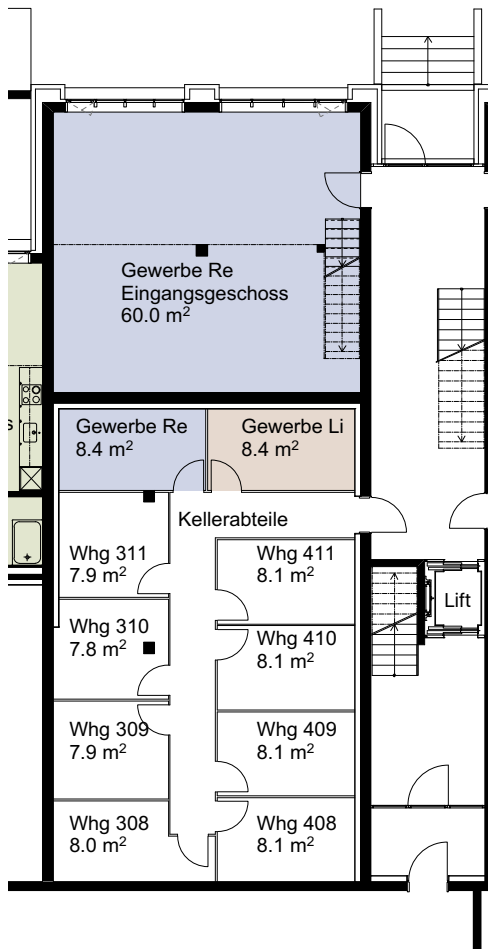 Gewerbe Re
Eingangsgeschoss
60.0 m²
s
Gewerbe Re
8.4 m²
Gewerbe Li
8.4 m²
Kellerabteile
Whg 311
7.9 m²
Whg 411
8.1 m²
Lift
Whg 310
7.8 m²
Whg 410
8.1 m²
Whg 309
7.9 m²
Whg 409
8.1 m²
Whg 308
8.0 m²
Whg 408
8.1 m²